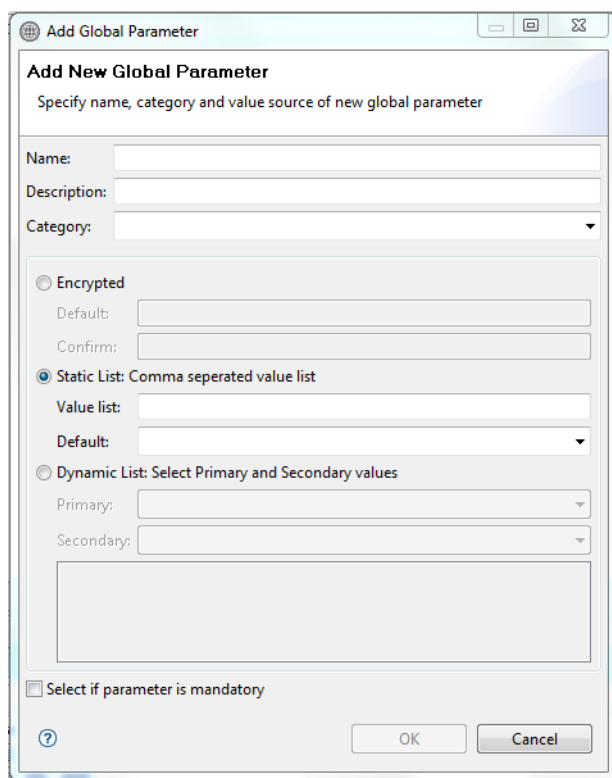 Add Global Parameter
Add New Global Parameter
Specify name, category and value source of new global parameter
Name:
Description:
Category:
Encrypted
Default:
Confirm:
Static List: Comma seperated value list
Value list:
Default:
Dynamic List: Select Primary and Secondary values
Primary:
Secondary:
Select if parameter is mandatory
? OK Cancel